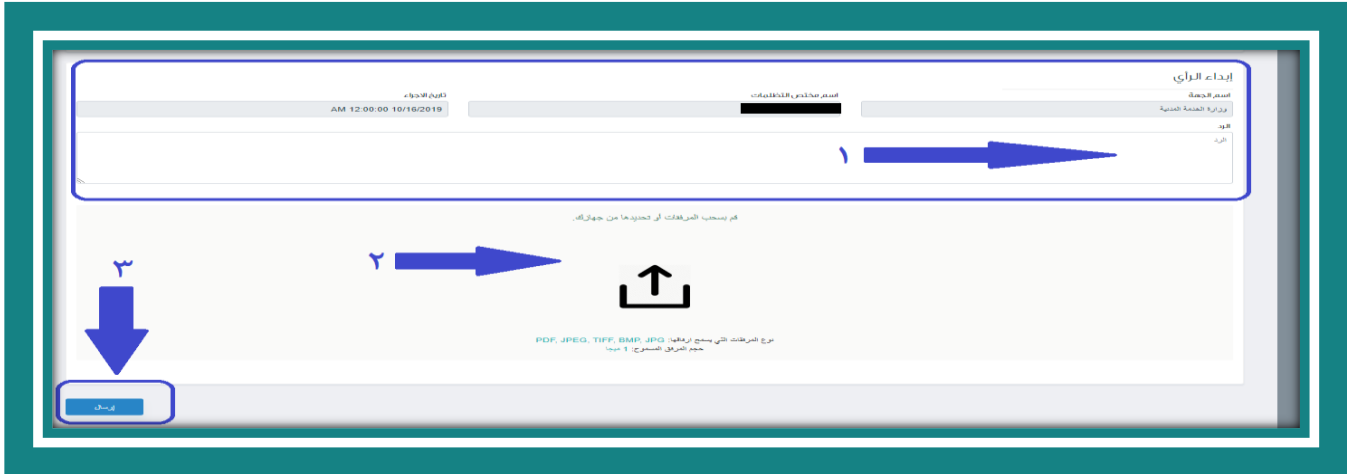 إبداء الرأي
اسم الجهة
اسم مختص التظلمات
تاريخ الاجراء
وزارة الخدمة المدنية
AM 12:00:00 10/16/2019
الرد
الرد
١
قم بسحب المرفقات أو تحديدها من جهازك.
٢
٣
نوع المرفقات التي يسمح ارفاقها: PDF, JPEG, TIFF, BMP, JPG
حجم المرفق المسموح: 1 ميجا
إرسال